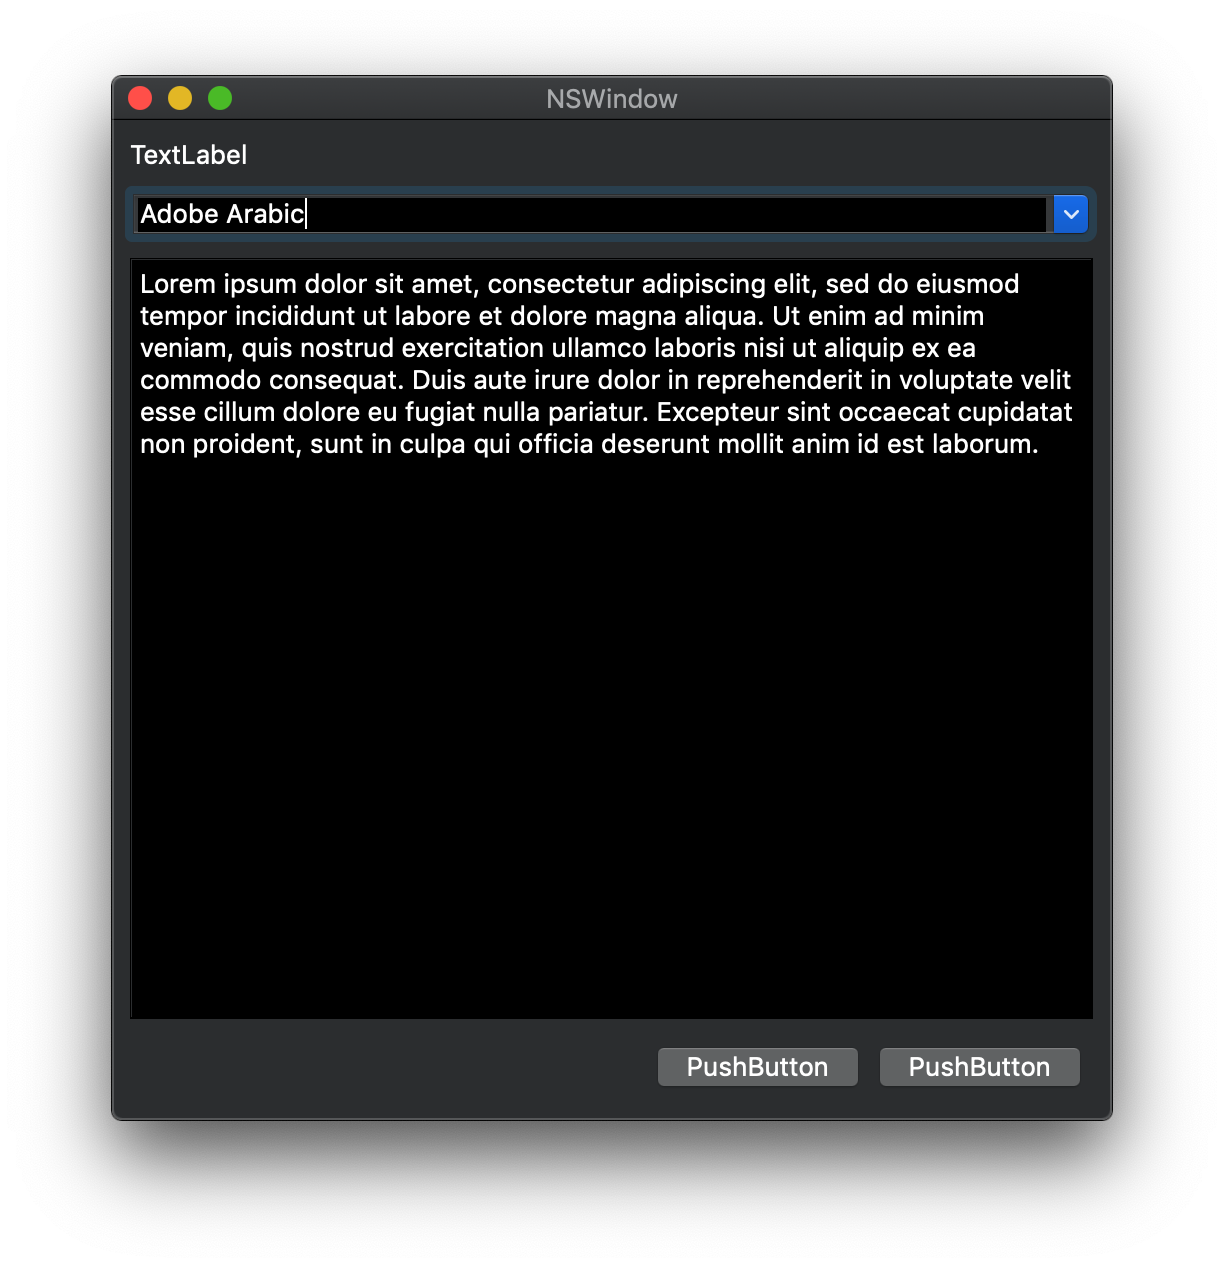 NSWindow
TextLabel
Adobe Arabic
Lorem ipsum dolor sit amet, consectetur adipiscing elit, sed do eiusmod
tempor incididunt ut labore et dolore magna aliqua. Ut enim ad minim
veniam, quis nostrud exercitation ullamco laboris nisi ut aliquip ex ea
commodo consequat. Duis aute irure dolor in reprehenderit in voluptate velit
esse cillum dolore eu fugiat nulla pariatur. Excepteur sint occaecat cupidatat
non proident, sunt in culpa qui officia deserunt mollit anim id est laborum.
PushButton PushButton